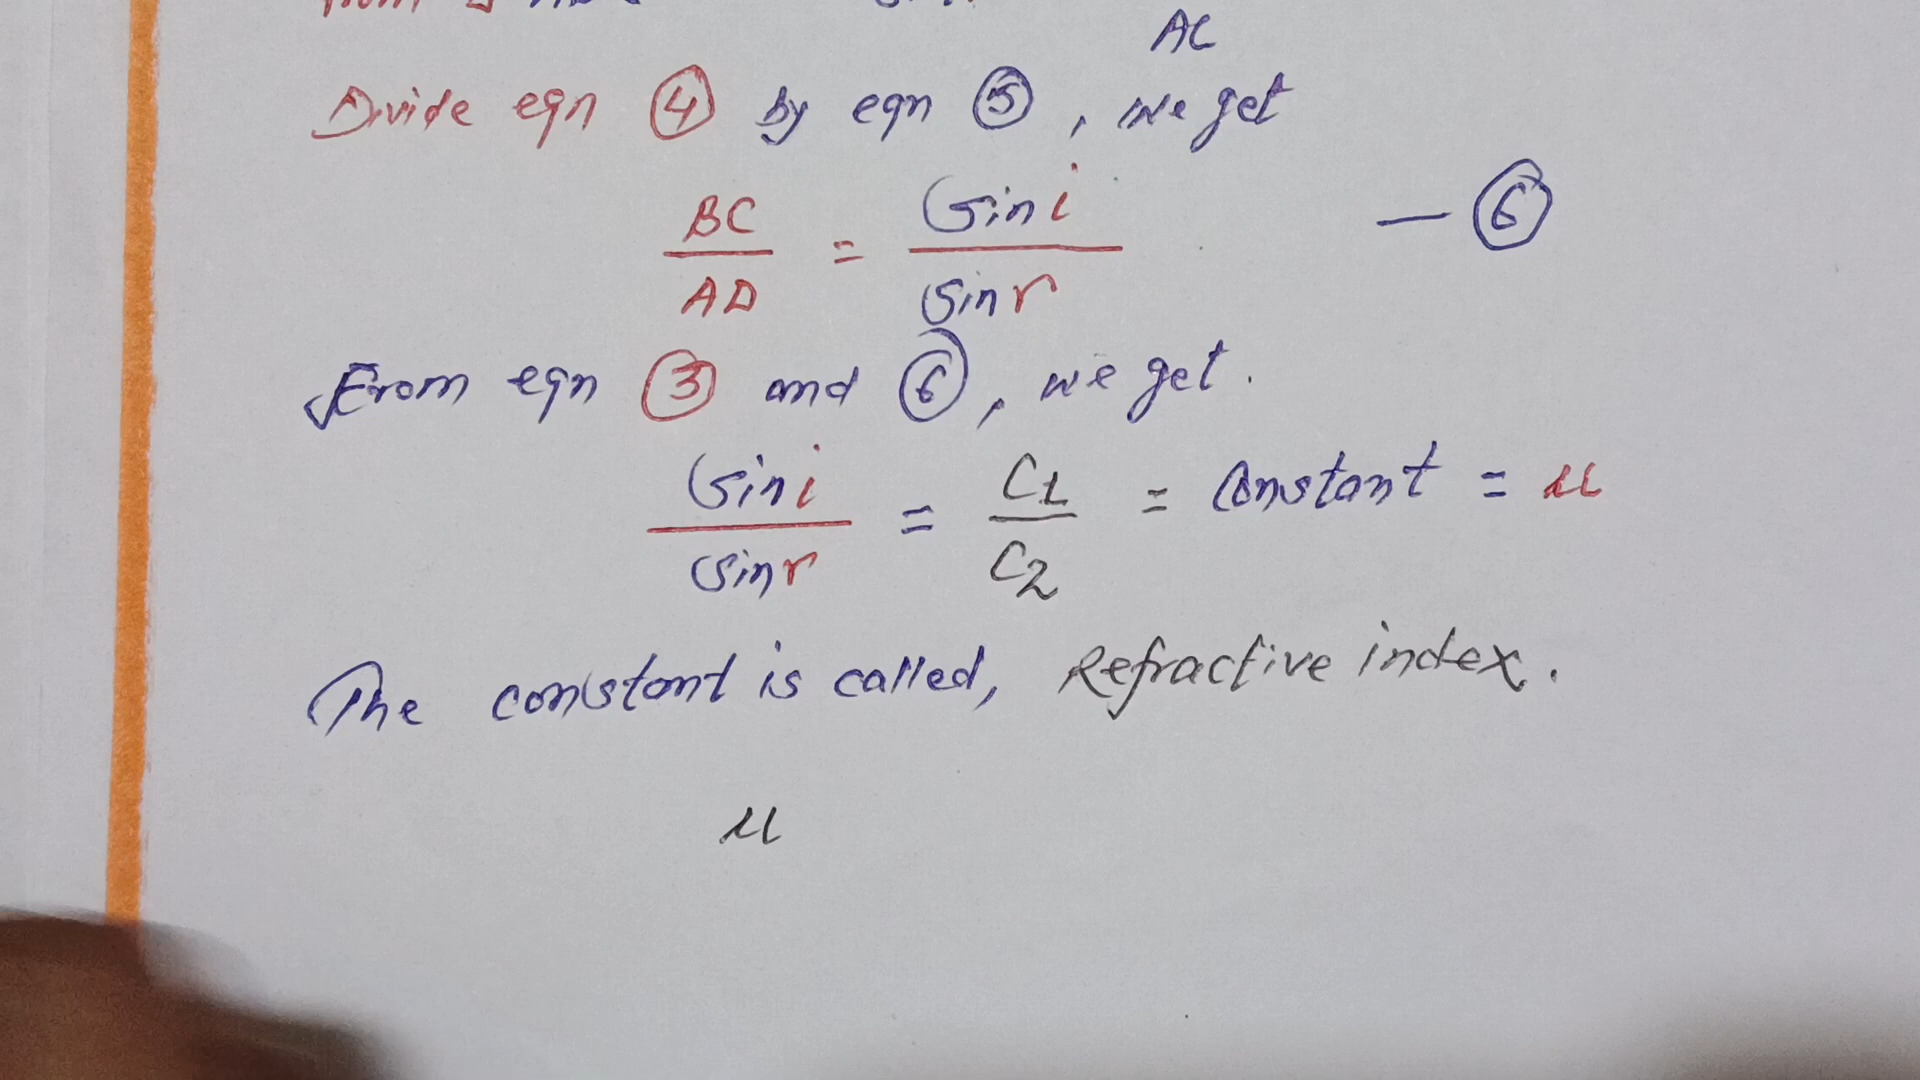 AC
Divide eqn ④ by eqn ⑤, we get
BC/AD = Sin i/Sin r — ⑥
From eqn ③ and ⑥, we get.
Sin i/Sin r = C1/C2 = Constant = μ
The constant is called, Refractive index.
μ